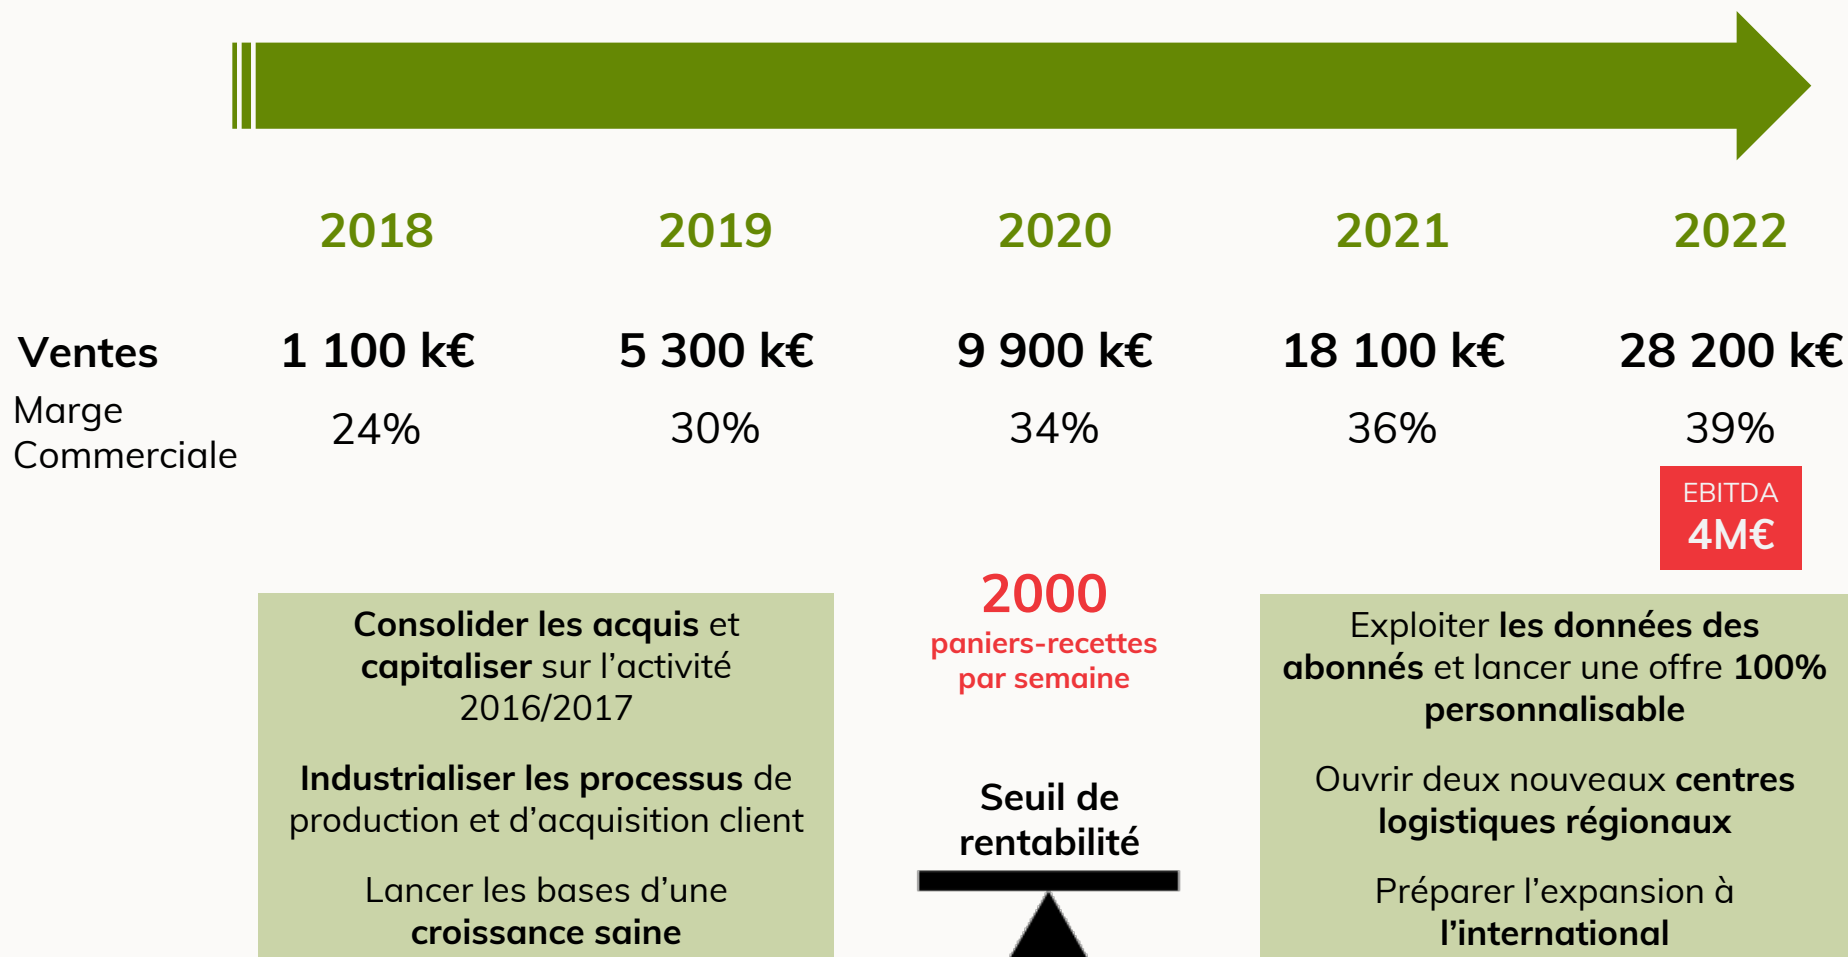 2018 2019 2020 2021 2022
Ventes 1 100 k€ 5 300 k€ 9 900 k€ 18 100 k€ 28 200 k€
Marge
Commerciale
24% 30% 34% 36% 39%
EBITDA
4M€
Consolider les acquis et
capitaliser sur l’activité
2016/2017
Industrialiser les processus de
production et d’acquisition client
Lancer les bases d’une
croissance saine
2000
paniers-recettes
par semaine
Seuil de
rentabilité
Exploiter les données des
abonnés et lancer une offre 100%
personnalisable
Ouvrir deux nouveaux centres
logistiques régionaux
Préparer l’expansion à
l’international